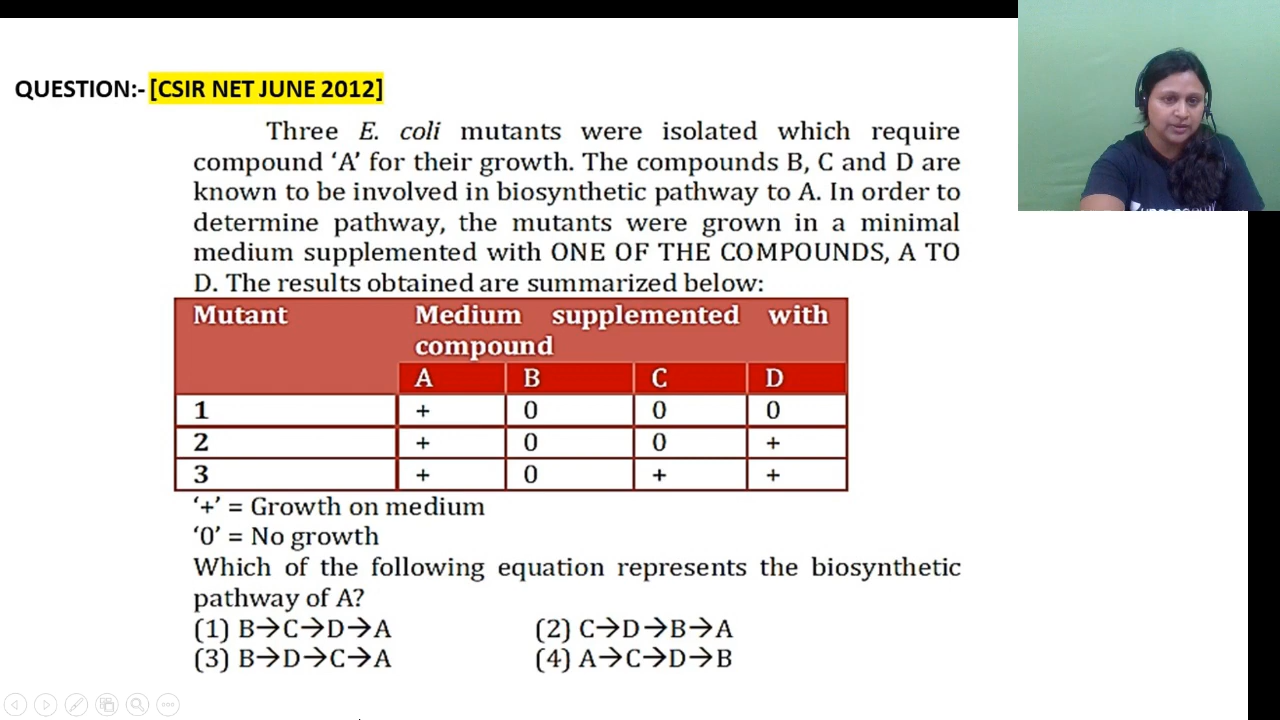 QUESTION:- [CSIR NET JUNE 2012]
Three E. coli mutants were isolated which require
compound ‘A’ for their growth. The compounds B, C and D are
known to be involved in biosynthetic pathway to A. In order to
determine pathway, the mutants were grown in a minimal
medium supplemented with ONE OF THE COMPOUNDS, A TO
D. The results obtained are summarized below:
Mutant Medium supplemented with
compound
A B C D
1 + 0 0 0
2 + 0 0 +
3 + 0 + +
‘+’ = Growth on medium
‘0’ = No growth
Which of the following equation represents the biosynthetic
pathway of A?
(1) B→C→D→A (2) C→D→B→A
(3) B→D→C→A (4) A→C→D→B